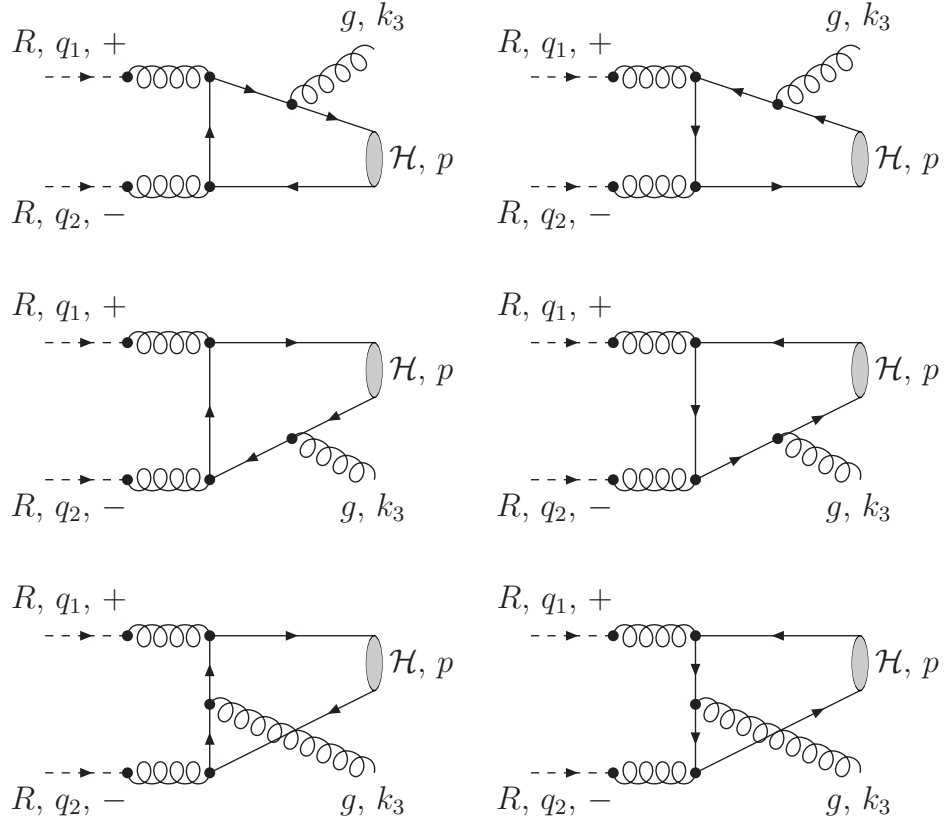 g, k₃ g, k₃
R, q₁, + R, q₁, +
ℋ, p ℋ, p
R, q₂, − R, q₂, −
R, q₁, + R, q₁, +
ℋ, p ℋ, p
R, q₂, − g, k₃ R, q₂, − g, k₃
R, q₁, + R, q₁, +
ℋ, p ℋ, p
R, q₂, − g, k₃ R, q₂, − g, k₃